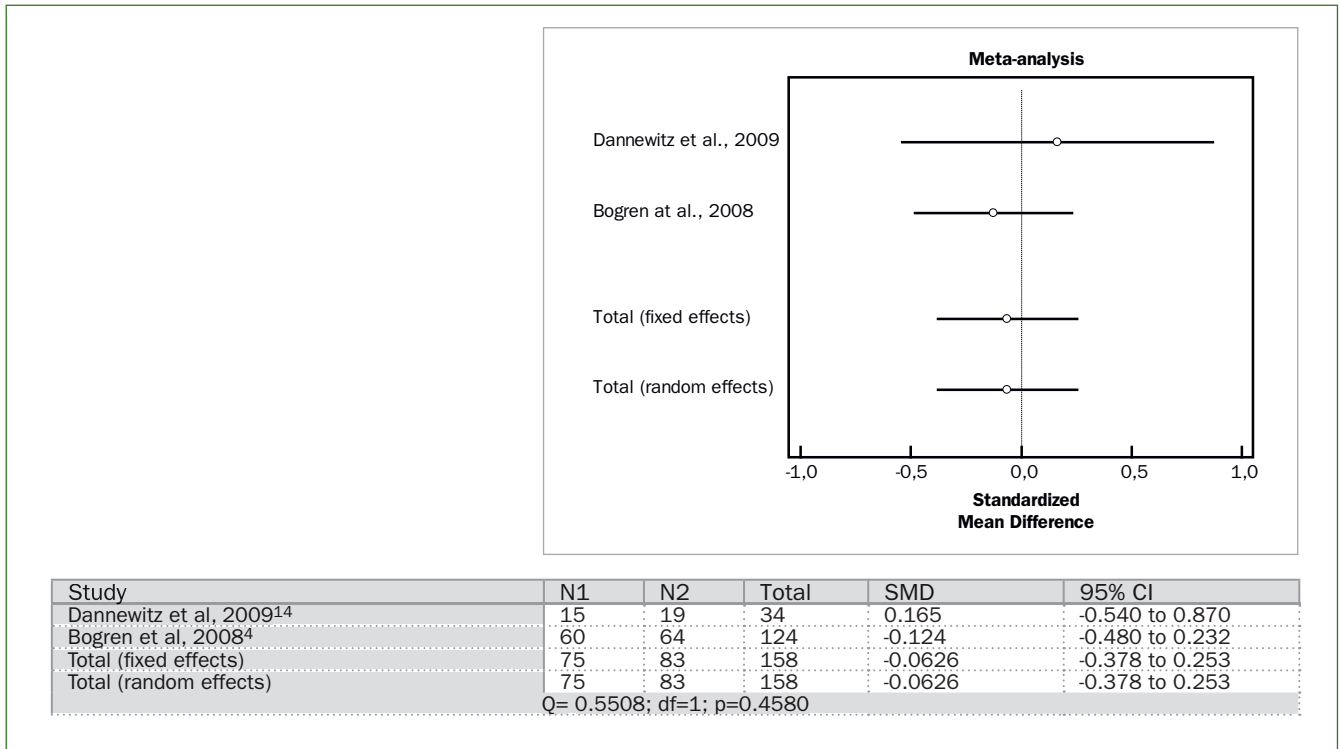 Meta-analysis
Dannewitz et al., 2009
Bogren at al., 2008
Total (fixed effects)
Total (random effects)
-1,0 -0,5 0,0 0,5 1,0
Standardized
Mean Difference
Study N1 N2 Total SMD 95% CI
Dannewitz et al, 2009¹⁴ 15 19 34 0.165 -0.540 to 0.870
Bogren et al, 2008⁴ 60 64 124 -0.124 -0.480 to 0.232
Total (fixed effects) 75 83 158 -0.0626 -0.378 to 0.253
Total (random effects) 75 83 158 -0.0626 -0.378 to 0.253
Q= 0.5508; df=1; p=0.4580